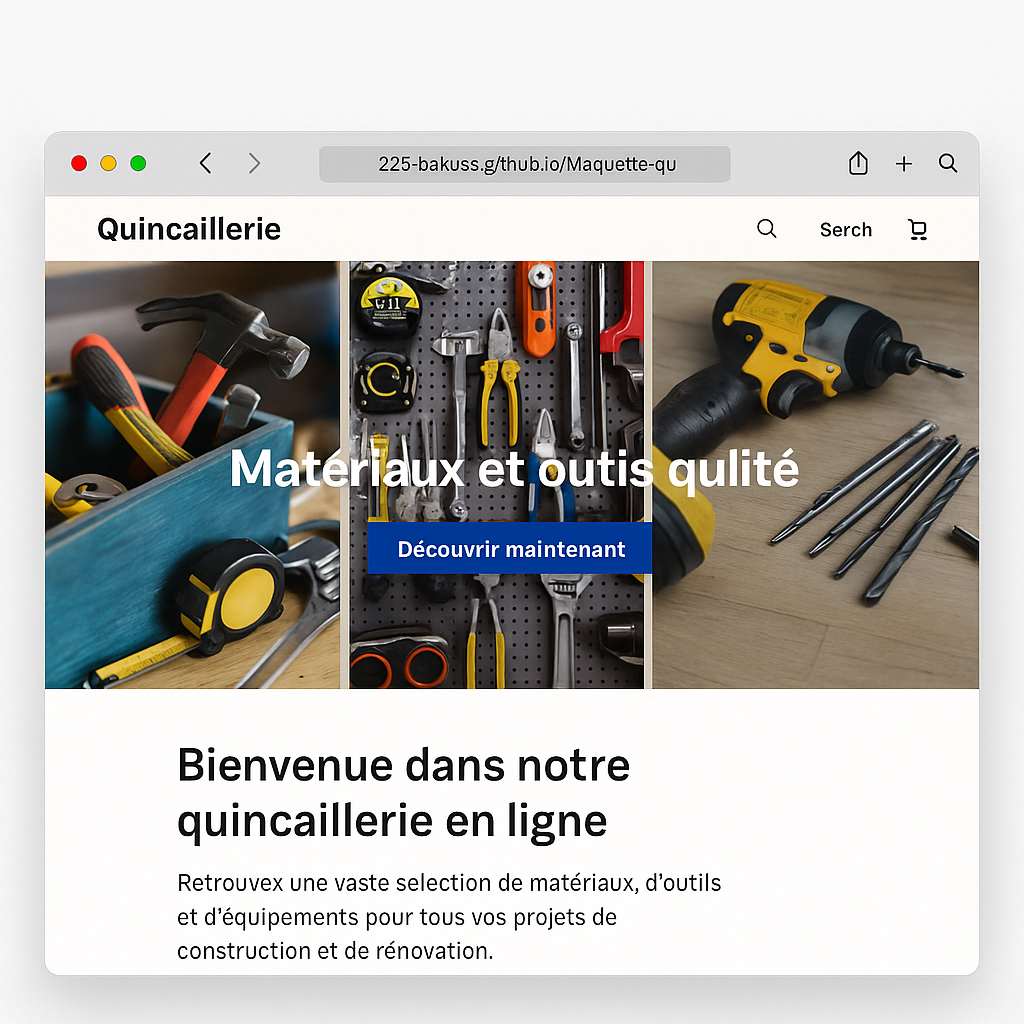 225-bakuss.g/thub.io/Maquette-qu
Quincaillerie
Serch
Matériaux et outis qulité
Découvrir maintenant
Bienvenue dans notre
quincaillerie en ligne
Retrouvex une vaste selection de matériaux, d’outils
et d’équipements pour tous vos projets de
construction et de rénovation.